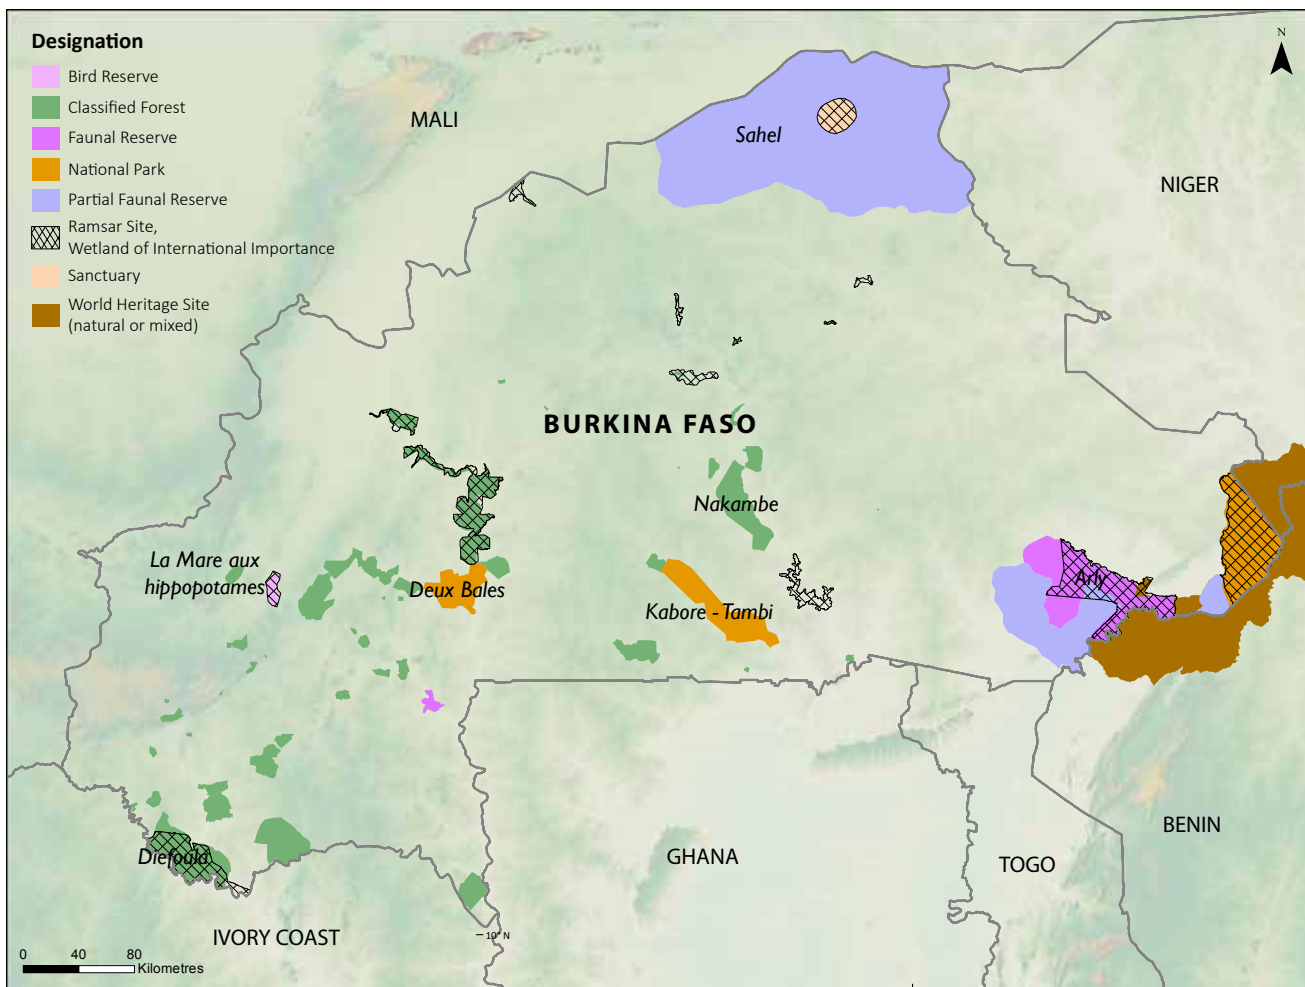 Designation
Bird Reserve
Classified Forest
Faunal Reserve
National Park
Partial Faunal Reserve
Ramsar Site,
Wetland of International Importance
Sanctuary
World Heritage Site
(natural or mixed)
N
MALI
Sahel
NIGER
BURKINA FASO
Nakambe
La Mare aux
hippopotames
Deux Bales
Kabore - Tambi
Arly
Diefoula
GHANA
TOGO
BENIN
IVORY COAST
10° N
0 40 80
Kilometres